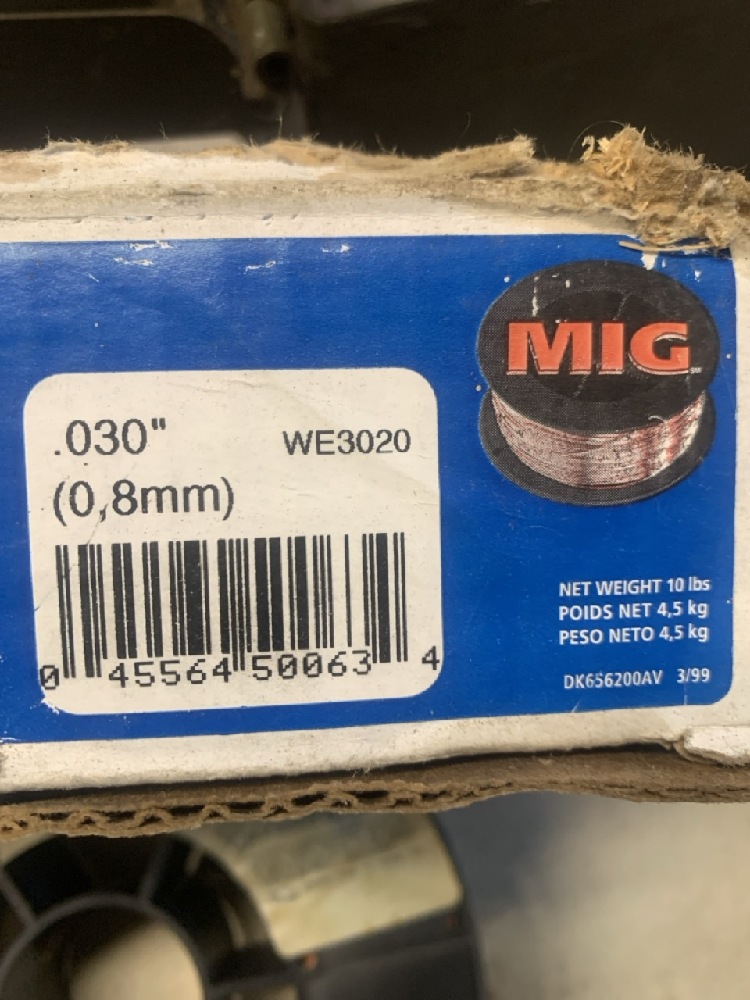 MIG
.030" WE3020
(0,8mm)
0 45564 50063 4
NET WEIGHT 10 lbs
POIDS NET 4,5 kg
PESO NETO 4,5 kg
DK656200AV 3/99